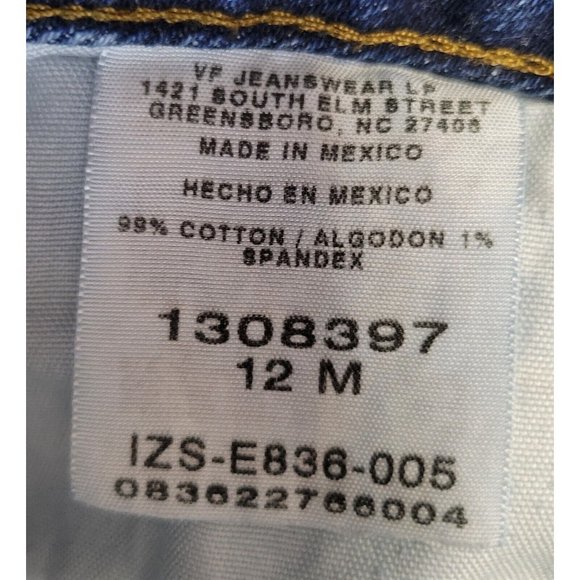 VF JEANSWEAR LP
1421 SOUTH ELM STREET
GREENSBORO, NC 27406
MADE IN MEXICO
HECHO EN MEXICO
99% COTTON / ALGODON 1%
SPANDEX
1308397
12 M
IZS-E836-005
083622766004